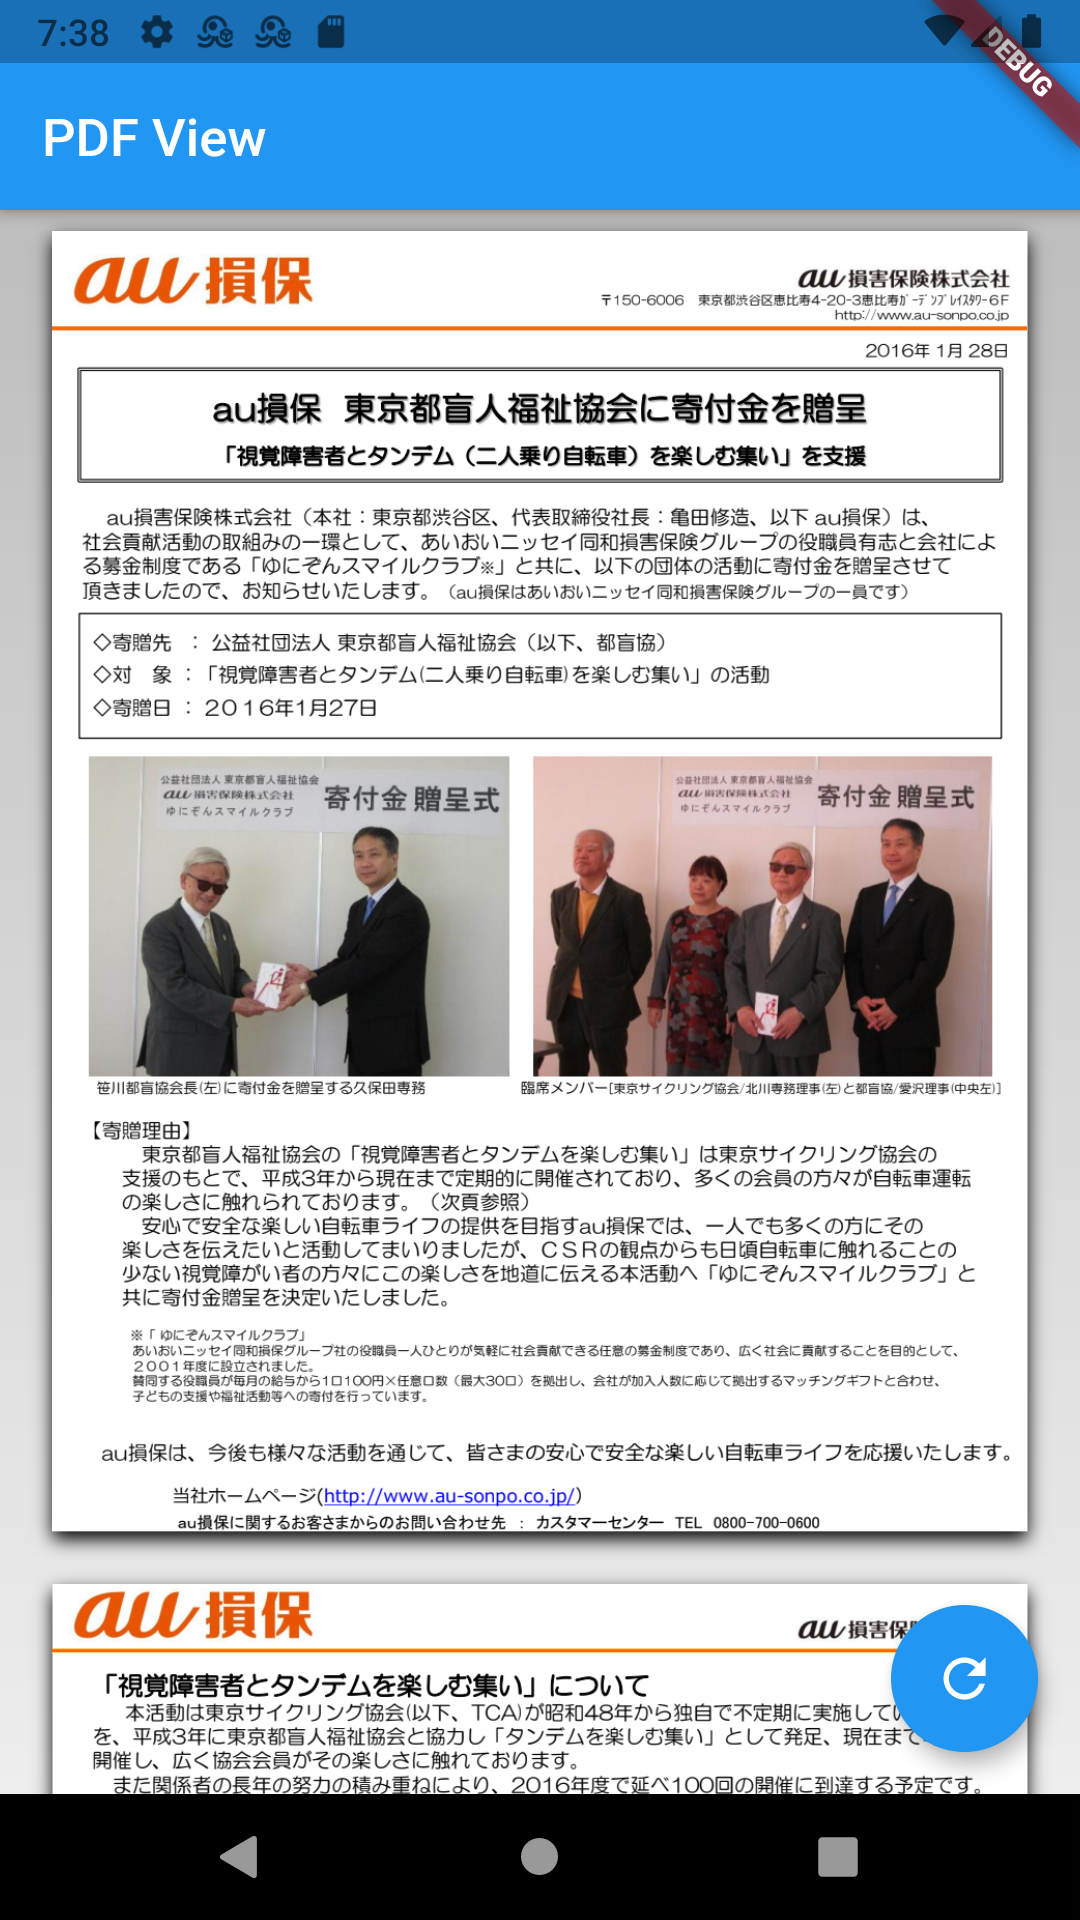 7:38
DEBUG
PDF View
au損保
au損害保険株式会社
〒150-6006 東京都渋谷区恵比寿4-20-3恵比寿ｶﾞｰﾃﾞﾝﾌﾟﾚｲｽﾀﾜｰ6F
http://www.au-sonpo.co.jp
2016年 1月 28日
au損保 東京都盲人福祉協会に寄付金を贈呈
「視覚障害者とタンデム（二人乗り自転車）を楽しむ集い」を支援
au損害保険株式会社（本社：東京都渋谷区、代表取締役社長：亀田修造、以下 au損保）は、
社会貢献活動の取組みの一環として、あいおいニッセイ同和損害保険グループの役職員有志と会社によ
る募金制度である「ゆにぞんスマイルクラブ※」と共に、以下の団体の活動に寄付金を贈呈させて
頂きましたので、お知らせいたします。（au損保はあいおいニッセイ同和損害保険グループの一員です）
◇寄贈先 ： 公益社団法人 東京都盲人福祉協会（以下、都盲協）
◇対　象 ：「視覚障害者とタンデム(二人乗り自転車)を楽しむ集い」の活動
◇寄贈日 ： ２０１６年1月27日
公益社団法人 東京都盲人福祉協会
au損害保険株式会社
ゆにぞんスマイルクラブ
寄付金 贈呈式
公益社団法人 東京都盲人福祉協会
au損害保険株式会社
ゆにぞんスマイルクラブ
寄付金 贈呈式
笹川都盲協会長(左)に寄付金を贈呈する久保田専務
臨席メンバー[東京サイクリング協会/北川専務理事(左)と都盲協/愛沢理事(中央左)]
【寄贈理由】
東京都盲人福祉協会の「視覚障害者とタンデムを楽しむ集い」は東京サイクリング協会の
支援のもとで、平成3年から現在まで定期的に開催されており、多くの会員の方々が自転車運転
の楽しさに触れられております。（次頁参照）
安心で安全な楽しい自転車ライフの提供を目指すau損保では、一人でも多くの方にその
楽しさを伝えたいと活動してまいりましたが、ＣＳＲの観点からも日頃自転車に触れることの
少ない視覚障がい者の方々にこの楽しさを地道に伝える本活動へ「ゆにぞんスマイルクラブ」と
共に寄付金贈呈を決定いたしました。
※「 ゆにぞんスマイルクラブ」
あいおいニッセイ同和損保グループ社の役職員一人ひとりが気軽に社会貢献できる任意の募金制度であり、広く社会に貢献することを目的として、
２００１年度に設立されました。
賛同する役職員が毎月の給与から1口100円×任意口数（最大30口）を拠出し、会社が加入人数に応じて拠出するマッチングギフトと合わせ、
子どもの支援や福祉活動等への寄付を行っています。
au損保は、今後も様々な活動を通じて、皆さまの安心で安全な楽しい自転車ライフを応援いたします。
当社ホームページ(http://www.au-sonpo.co.jp/)
au損保に関するお客さまからのお問い合わせ先 ： カスタマーセンター TEL 0800-700-0600
au損保
au損害保
「視覚障害者とタンデムを楽しむ集い」について
本活動は東京サイクリング協会(以下、TCA)が昭和48年から独自で不定期に実施してい
を、平成3年に東京都盲人福祉協会と協力し「タンデムを楽しむ集い」として発足、現在まで
開催し、広く協会会員がその楽しさに触れております。
また関係者の長年の努力の積み重ねにより、2016年度で延べ100回の開催に到達する予定です。